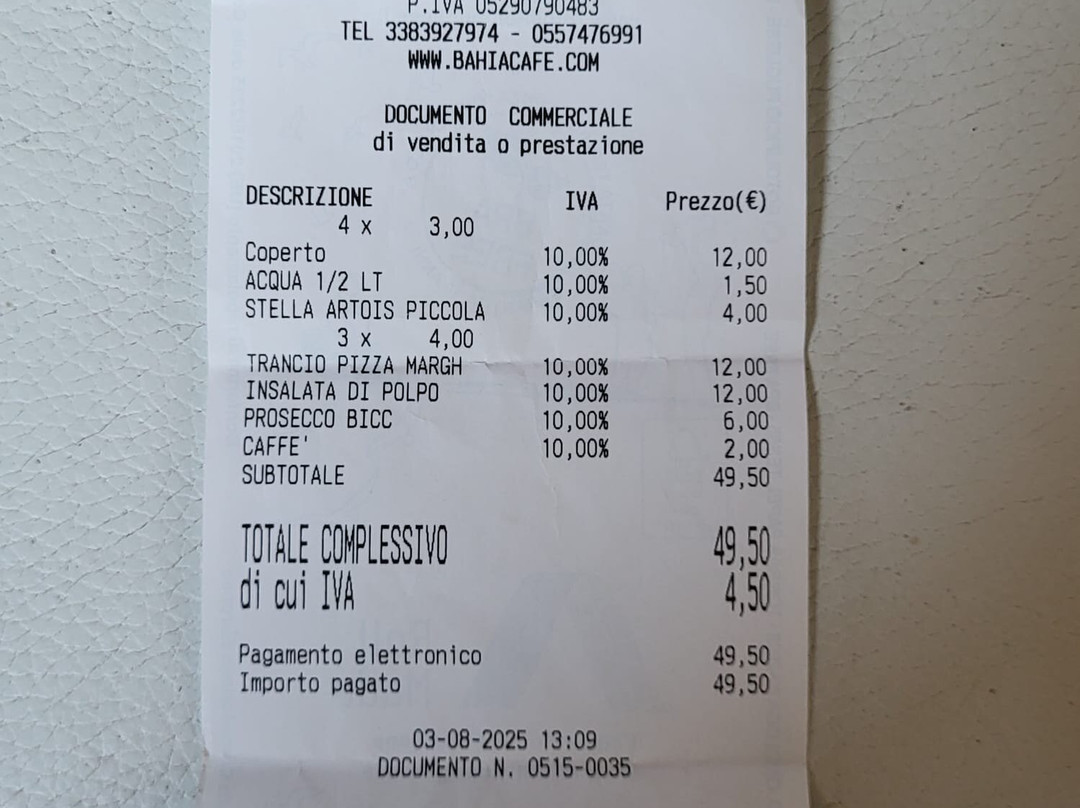 P.IVA 05290790483
TEL 3383927974 - 0557476991
WWW.BAHIACAFE.COM
DOCUMENTO COMMERCIALE
di vendita o prestazione
DESCRIZIONE IVA Prezzo(€)
4 x 3,00
Coperto 10,00% 12,00
ACQUA 1/2 LT 10,00% 1,50
STELLA ARTOIS PICCOLA 10,00% 4,00
3 x 4,00
TRANCIO PIZZA MARGH 10,00% 12,00
INSALATA DI POLPO 10,00% 12,00
PROSECCO BICC 10,00% 6,00
CAFFE' 10,00% 2,00
SUBTOTALE 49,50
TOTALE COMPLESSIVO 49,50
di cui IVA 4,50
Pagamento elettronico 49,50
Importo pagato 49,50
03-08-2025 13:09
DOCUMENTO N. 0515-0035